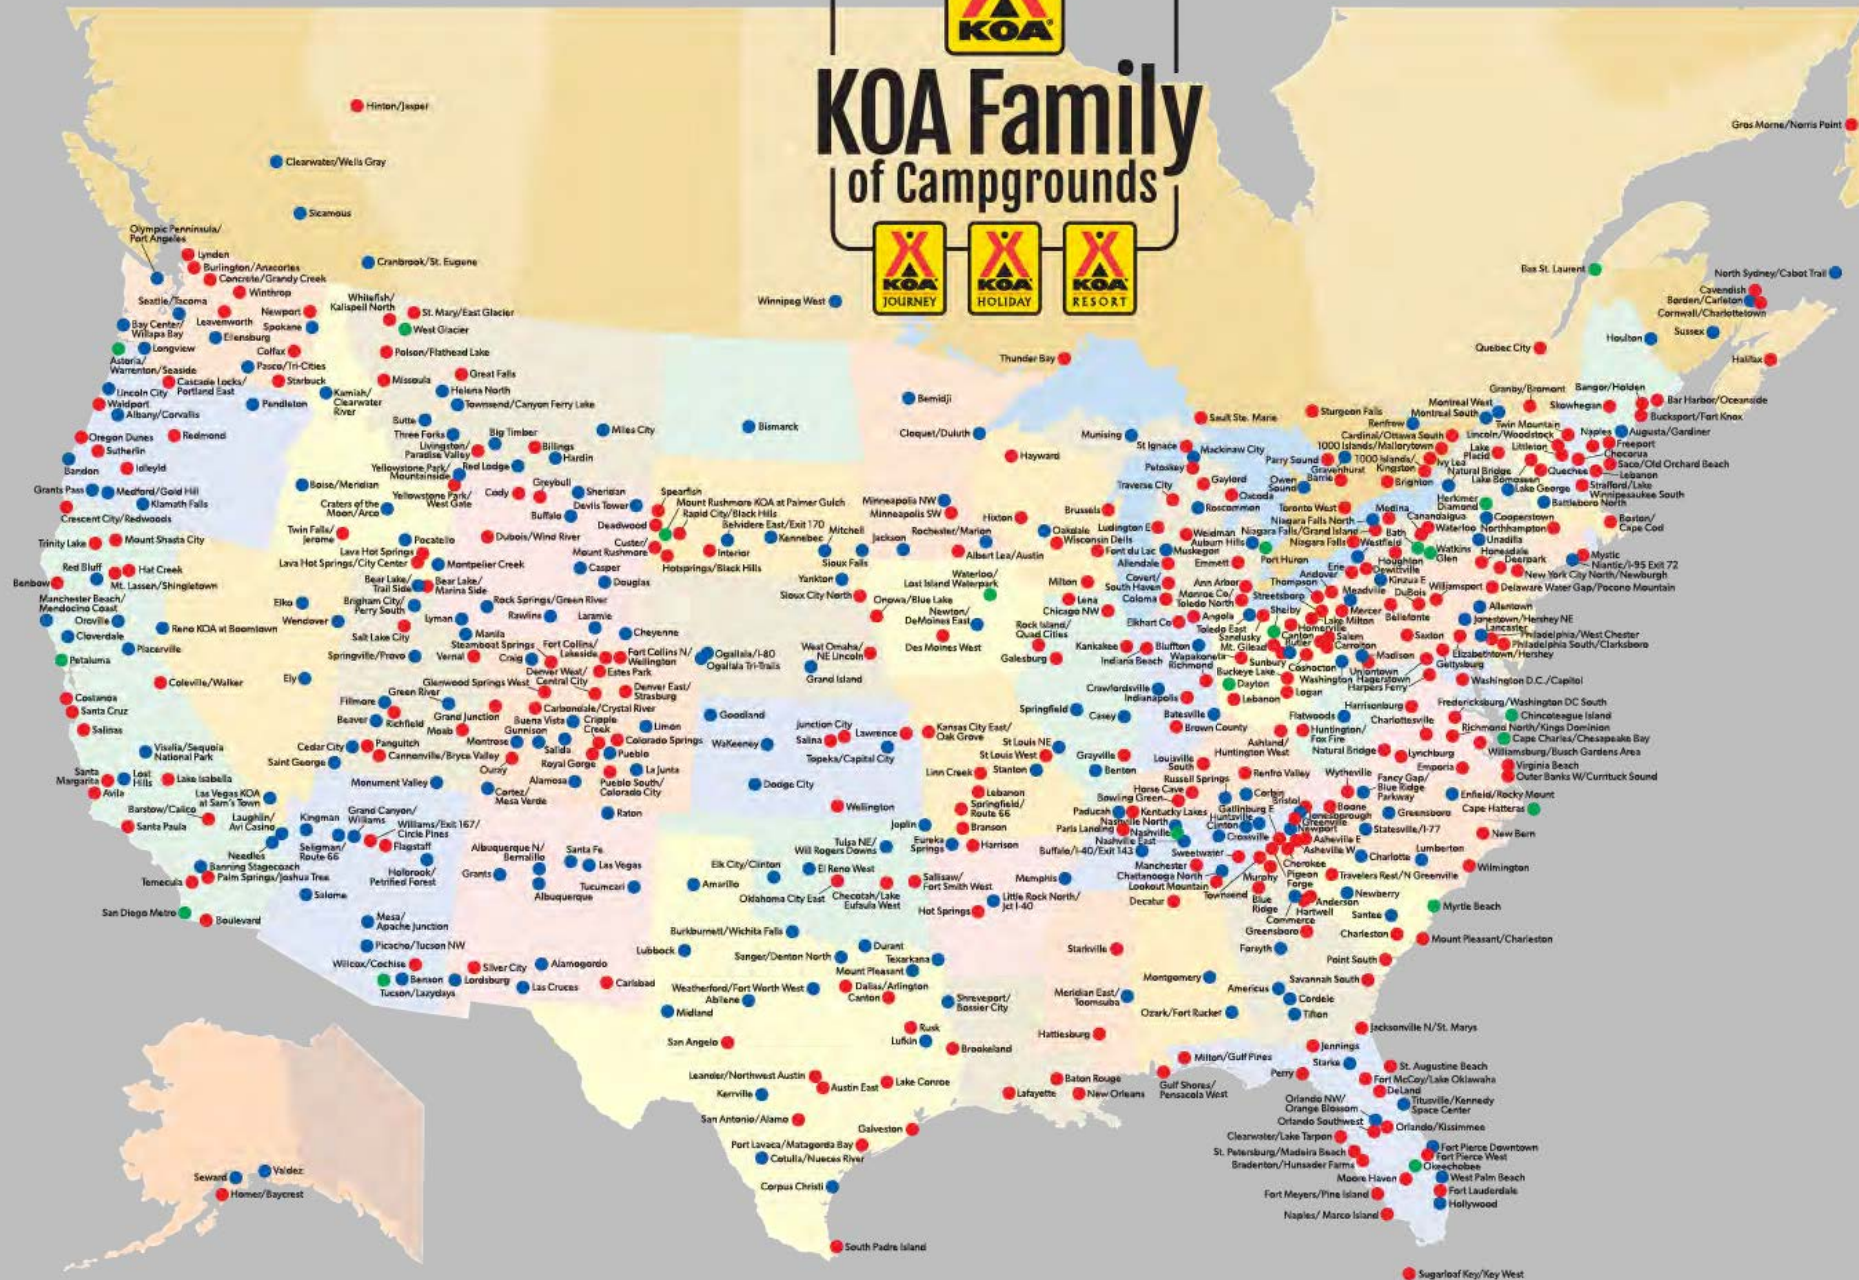 KOA
KOA Family
of Campgrounds
KOA
JOURNEY
KOA
HOLIDAY
KOA
RESORT
Hinton/Jasper
Gros Morne/Norris Point
Clearwater/Wells Gray
Sicamous
Olympic Penninsula/
Port Angeles
Lynden
Burlington/Anacortes
Concrete/Grandy Creek
Winthrop
Cranbrook/St. Eugene
Bas St. Laurent
North Sydney/Cabot Trail
Cavendish
Borden/Carleton
Cornwall/Charlottetown
Winnipeg West
Seattle/Tacoma
Leavenworth
Newport
Spokane
Whitefish/
Kalispell North
St. Mary/East Glacier
West Glacier
Bay Center/
Willapa Bay
Ellensburg
Longview
Colfax
Polson/Flathead Lake
Thunder Bay
Quebec City
Houlton
Sussex
Halifax
Astoria/
Warrenton/Seaside
Pasco/Tri-Cities
Cascade Locks/
Portland East
Starbuck
Missoula
Great Falls
Lincoln City
Waldport
Albany/Corvallis
Pendleton
Kamiah/
Clearwater
River
Helena North
Townsend/Canyon Ferry Lake
Bemidji
Sault Ste. Marie
Sturgeon Falls
Renfrew
Montreal West
Montreal South
Granby/Bromont
Bangor/Holden
Skowhegan
Bar Harbor/Oceanside
Bucksport/Fort Knox
Oregon Dunes
Redmond
Sutherlin
Idleyld
Bandon
Butte
Three Forks
Big Timber
Livingston/
Paradise Valley
Billings
Miles City
Hardin
Bismarck
Cloquet/Duluth
Munising
St Ignace
Mackinaw City
Cardinal/Ottawa South
1000 Islands/Mallorytown
Lincoln/Woodstock
Twin Mountain
Naples
Augusta/Gardiner
Freeport
Littleton
Chocorua
Saco/Old Orchard Beach
Lebanon
Grants Pass
Medford/Gold Hill
Klamath Falls
Crescent City/Redwoods
Boise/Meridian
Craters of the
Moon/Arco
Yellowstone Park/
Mountainside
Red Lodge
Yellowstone Park/
West Gate
Cody
Greybull
Sheridan
Buffalo
Devils Tower
Spearfish
Mount Rushmore KOA at Palmer Gulch
Rapid City/Black Hills
Deadwood
Belvidere East/Exit 170
Hayward
Petoskey
Parry Sound
1000 Islands/
Kingston
Ivy Lea
Lake
Placid
Natural Bridge
Quechee
Lake Bomoseen
Gravenhurst
Gaylord
Traverse City
Oscoda
Owen
Sound
Barrie
Brighton
Lake George
Strafford/Lake
Winnipesaukee South
Herkimer
Diamond
Brattleboro North
Minneapolis NW
Minneapolis SW
Hixton
Brussels
Roscommon
Toronto West
Medina
Canandaigua
Cooperstown
Boston/
Cape Cod
Trinity Lake
Mount Shasta City
Red Bluff
Hat Creek
Mt. Lassen/Shingletown
Benbow
Twin Falls/
Jerome
Pocatello
Lava Hot Springs
Lava Hot Springs/City Center
Montpelier Creek
Dubois/Wind River
Custer/
Mount Rushmore
Interior
Hotsprings/Black Hills
Kennebec
Mitchell
Sioux Falls
Jackson
Rochester/Marion
Albert Lea/Austin
Oakdale
Wisconsin Dells
Ludington E
Weidman
Niagara Falls North
Niagara Falls/Grand Island
Niagara Falls
Bath
Waterloo
Northhampton
Unadilla
Fond du Lac
Muskegon
Auburn Hills
Port Huron
Westfield
Watkins
Glen
Honesdale
Deerpark
Mystic
Niantic/I-95 Exit 72
New York City North/Newburgh
Manchester Beach/
Mendocino Coast
Oroville
Cloverdale
Reno KOA at Boomtown
Placerville
Petaluma
Elko
Wendover
Bear Lake/
Trail Side
Bear Lake/
Marina Side
Brigham City/
Perry South
Rock Springs/Green River
Rawlins
Laramie
Casper
Douglas
Yankton
Sioux City North
Onawa/Blue Lake
Waterloo/
Lost Island Waterpark
Newton/
DeMoines East
Milton
Lena
Allendale
Covert/
South Haven
Coloma
Chicago NW
Emmett
Ann Arbor
Monroe Co/
Toledo North
Houghton
Erie
Dewittville
Andover
Thompson
Kinzua E
Streetsboro
Meadville
DuBois
Williamsport
Delaware Water Gap/Pocono Mountain
Salt Lake City
Lyman
Manila
Cheyenne
Springville/Provo
Vernal
Steamboat Springs
Craig
Fort Collins/
Lakeside
Fort Collins N/
Wellington
Estes Park
Ogallala/I-80
Ogallala Tri-Trails
West Omaha/
NE Lincoln
Grand Island
Des Moines West
Rock Island/
Quad Cities
Galesburg
Elkhart Co
Angola
Toledo East
Shelby
Mercer
Bellefonte
Allentown
Jonestown/Hershey NE
Lancaster
Philadelphia/West Chester
Philadelphia South/Clarksboro
Elizabethtown/Hershey
Kankakee
Bluffton
Indiana Beach
Wapakoneta
Richmond
Sandusky
Mt. Gilead
Lake Milton
Homerville
Canton
Butler
Salem
Carrollton
Saxton
Madison
Gettysburg
Sunbury
Coshocton
Uniontown
Hagerstown
Washington
Harpers Ferry
Washington D.C./Capitol
Buckeye Lake
Dayton
Logan
Lebanon
Coleville/Walker
Costanoa
Santa Cruz
Salinas
Ely
Fillmore
Green River
Glenwood Springs West
Denver West/
Central City
Denver East/
Strasburg
Beaver
Richfield
Grand Junction
Moab
Carbondale/Crystal River
Buena Vista
Cripple
Creek
Limon
Goodland
Crawfordsville
Indianapolis
Springfield
Casey
Batesville
Brown County
Flatwoods
Harrisonburg
Charlottesville
Fredericksburg/Washington DC South
Chincoteague Island
Richmond North/Kings Dominion
Cape Charles/Chesapeake Bay
Williamsburg/Busch Gardens Area
Virginia Beach
Outer Banks W/Currituck Sound
Visalia/Sequoia
National Park
Cedar City
Panguitch
Cannonville/Bryce Valley
Saint George
Montrose
Gunnison
Ouray
Salida
Royal Gorge
Colorado Springs
Pueblo
La Junta
WaKeeney
Junction City
Salina
Lawrence
Topeka/Capital City
Kansas City East/
Oak Grove
St Louis NE
St Louis West
Stanton
Grayville
Benton
Ashland/
Huntington West
Huntington/
Fox Fire
Natural Bridge
Lynchburg
Emporia
Louisville
South
Santa
Margarita
Lost
Hills
Lake Isabella
Avila
Las Vegas KOA
at Sam's Town
Monument Valley
Cortez/
Mesa Verde
Alamosa
Pueblo South/
Colorado City
Raton
Dodge City
Linn Creek
Lebanon
Springfield/
Route 66
Branson
Russell Springs
Renfro Valley
Horse Cave
Bowling Green
Corbin
Wytheville
Fancy Gap/
Blue Ridge
Parkway
Enfield/Rocky Mount
Cape Hatteras
Barstow/Calico
Santa Paula
Laughlin/
Avi Casino
Kingman
Grand Canyon/
Williams
Williams/Exit 167/
Circle Pines
Flagstaff
Seligman/
Route 66
Needles
Wellington
Joplin
Eureka
Springs
Harrison
Paducah
Kentucky Lakes
Paris Landing
Nashville North
Nashville
Nashville East
Buffalo/I-40/Exit 143
Gatlinburg E
Huntsville
Clinton
Crossville
Bristol
Jonesborough
Greeneville
Newport
Boone
Greensboro
Statesville/I-77
Asheville E
Asheville W
Charlotte
Lumberton
New Bern
Wilmington
Banning Stagecoach
Palm Springs/Joshua Tree
Temecula
Holbrook/
Petrified Forest
Albuquerque N/
Bernalillo
Santa Fe
Las Vegas
Grants
Albuquerque
Tucumcari
Tulsa NE/
Will Rogers Downs
Elk City/Clinton
El Reno West
Amarillo
Oklahoma City East
Checotah/Lake
Eufaula West
Sallisaw/
Fort Smith West
Memphis
Sweetwater
Manchester
Chattanooga North
Lookout Mountain
Cherokee
Murphy
Pigeon
Forge
Travelers Rest/N Greenville
Salome
San Diego Metro
Boulevard
Mesa/
Apache Junction
Picacho/Tucson NW
Hot Springs
Little Rock North/
Jct I-40
Decatur
Townsend
Blue
Ridge
Newberry
Anderson
Hartwell
Commerce
Santee
Myrtle Beach
Greensboro
Charleston
Mount Pleasant/Charleston
Burkburnett/Wichita Falls
Lubbock
Durant
Sanger/Denton North
Texarkana
Mount Pleasant
Starkville
Forsyth
Point South
Wilcox/Cochise
Benson
Tucson/Lazydays
Silver City
Lordsburg
Alamogordo
Las Cruces
Carlsbad
Weatherford/Fort Worth West
Abilene
Dallas/Arlington
Canton
Midland
Shreveport/
Bossier City
Meridian East/
Toomsuba
Montgomery
Americus
Cordele
Tifton
Savannah South
Ozark/Fort Rucker
San Angelo
Rusk
Lufkin
Brookeland
Hattiesburg
Jacksonville N/St. Marys
Jennings
Starke
Milton/Gulf Pines
Perry
St. Augustine Beach
Fort McCoy/Lake Oklawaha
DeLand
Titusville/Kennedy
Space Center
Leander/Northwest Austin
Austin East
Lake Conroe
Kerrville
Lafayette
Baton Rouge
New Orleans
Gulf Shores/
Pensacola West
San Antonio/Alamo
Galveston
Port Lavaca/Matagorda Bay
Cotulla/Nueces River
Corpus Christi
Orlando NW/
Orange Blossom
Orlando Southwest
Orlando/Kissimmee
Clearwater/Lake Tarpon
St. Petersburg/Madeira Beach
Bradenton/Hunsader Farms
Fort Pierce Downtown
Fort Pierce West
Okeechobee
Moore Haven
West Palm Beach
Fort Meyers/Pine Island
Fort Lauderdale
Hollywood
Naples/ Marco Island
Seward
Valdez
Homer/Baycrest
South Padre Island
Sugarloaf Key/Key West